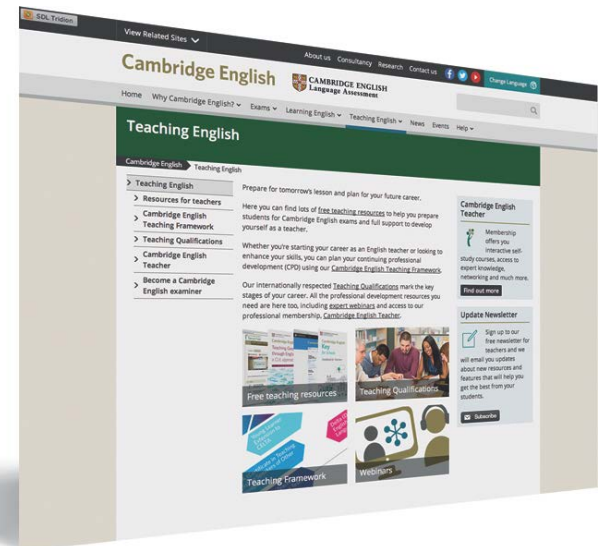 SDL Tridion
View Related Sites
About us Consultancy Research Contact us
Change Language
Cambridge English
CAMBRIDGE ENGLISH
Language Assessment
Home Why Cambridge English? Exams Learning English Teaching English News Events Help
Teaching English
Cambridge English Teaching English
Teaching English
Resources for teachers
Cambridge English
Teaching Framework
Teaching Qualifications
Cambridge English
Teacher
Become a Cambridge
English examiner
Prepare for tomorrow's lesson and plan for your future career.
Here you can find lots of free teaching resources to help you prepare
students for Cambridge English exams and full support to develop
yourself as a teacher.
Whether you're starting your career as an English teacher or looking to
enhance your skills, you can plan your continuing professional
development (CPD) using our Cambridge English Teaching Framework.
Our internationally respected Teaching Qualifications mark the key
stages of your career. All the professional development resources you
need are here too, including expert webinars and access to our
professional membership, Cambridge English Teacher.
Key
Free teaching resources
Teaching Qualifications
Young Learner
Extension to
CELTA
Teaching Framework
Webinars
Cambridge English
Teacher
Membership
offers you
interactive self-
study courses, access to
expert knowledge,
networking and much more.
Find out more
Update Newsletter
Sign up to our
free newsletter for
teachers and we
will email you updates
about new resources and
features that will help you
get the best from your
students.
Subscribe